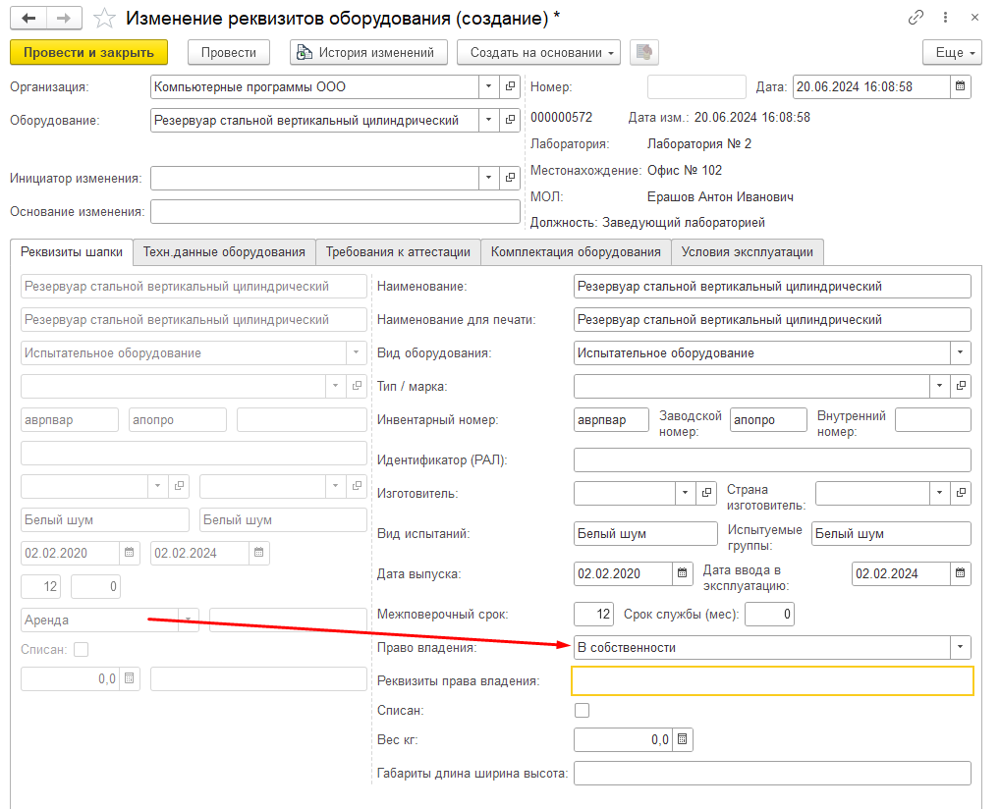 Изменение реквизитов оборудования (создание) *
Провести и закрыть Провести История изменений Создать на основании Еще
Организация: Компьютерные программы ООО Номер: Дата: 20.06.2024 16:08:58
Оборудование: Резервуар стальной вертикальный цилиндрический 000000572 Дата изм.: 20.06.2024 16:08:58
Лаборатория: Лаборатория № 2
Инициатор изменения: Местонахождение: Офис № 102
Основание изменения: МОЛ: Ерашов Антон Иванович
Должность: Заведующий лабораторией
Реквизиты шапки Техн.данные оборудования Требования к аттестации Комплектация оборудования Условия эксплуатации
Резервуар стальной вертикальный цилиндрический Наименование: Резервуар стальной вертикальный цилиндрический
Резервуар стальной вертикальный цилиндрический Наименование для печати: Резервуар стальной вертикальный цилиндрический
Испытательное оборудование Вид оборудования: Испытательное оборудование
Тип / марка:
аврпвар апопро Инвентарный номер: аврпвар Заводской номер: апопро Внутренний номер:
Идентификатор (РАЛ):
Изготовитель: Страна изготовитель:
Белый шум Белый шум Вид испытаний: Белый шум Испытуемые группы: Белый шум
02.02.2020 02.02.2024 Дата выпуска: 02.02.2020 Дата ввода в эксплуатацию: 02.02.2024
12 0 Межповерочный срок: 12 Срок службы (мес): 0
Аренда Право владения: В собственности
Списан: Реквизиты права владения:
0,0 Списан:
Вес кг: 0,0
Габариты длина ширина высота: